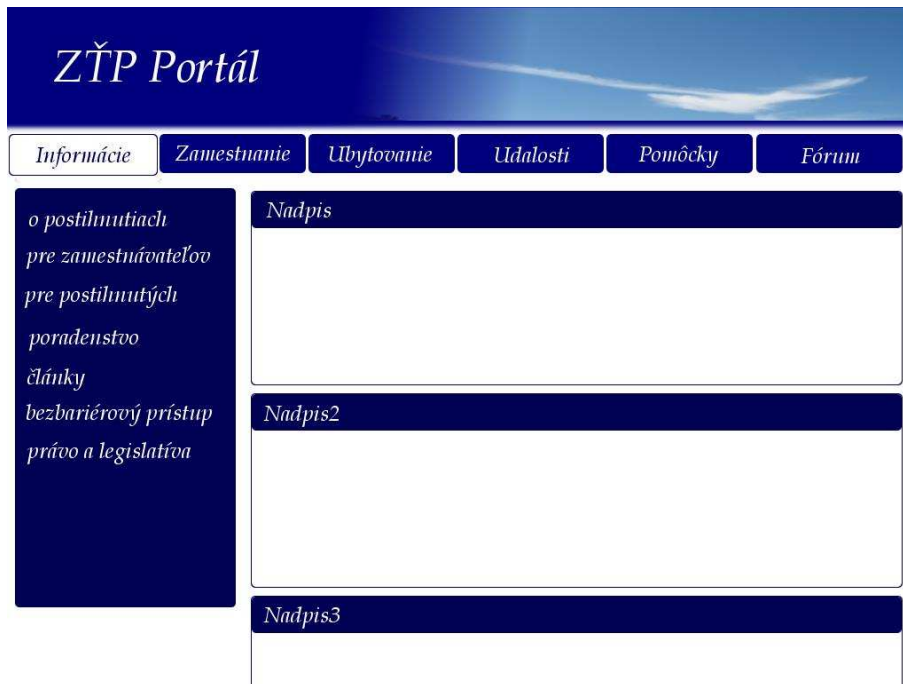 ZŤP Portál
Informácie Zamestnanie Ubytovanie Udalosti Pomôcky Fórum
o postihnutiach
pre zamestnávateľov
pre postihnutých
poradenstvo
články
bezbariérový prístup
právo a legislatíva
Nadpis
Nadpis2
Nadpis3